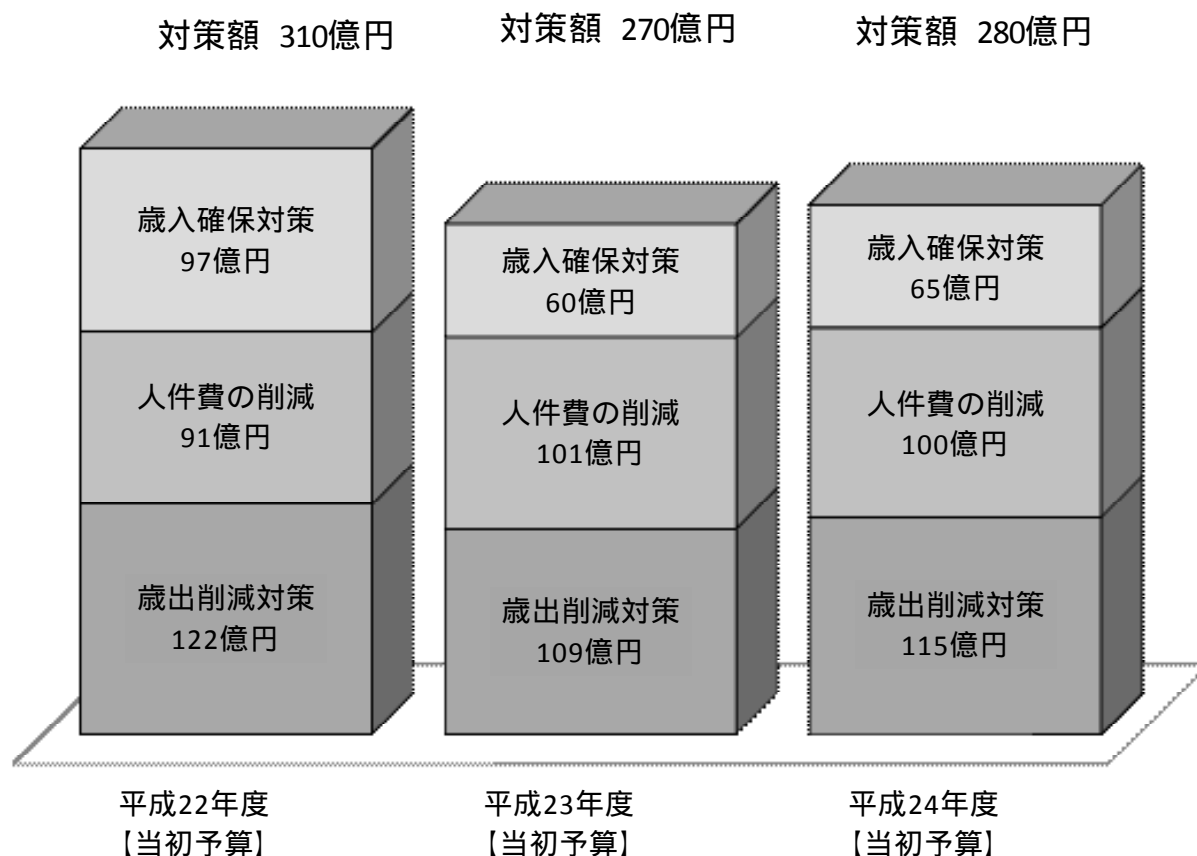 対策額 310億円
対策額 270億円
対策額 280億円
歳入確保対策
97億円
人件費の削減
91億円
歳出削減対策
122億円
歳入確保対策
60億円
人件費の削減
101億円
歳出削減対策
109億円
歳入確保対策
65億円
人件費の削減
100億円
歳出削減対策
115億円
平成22年度
【当初予算】
平成23年度
【当初予算】
平成24年度
【当初予算】